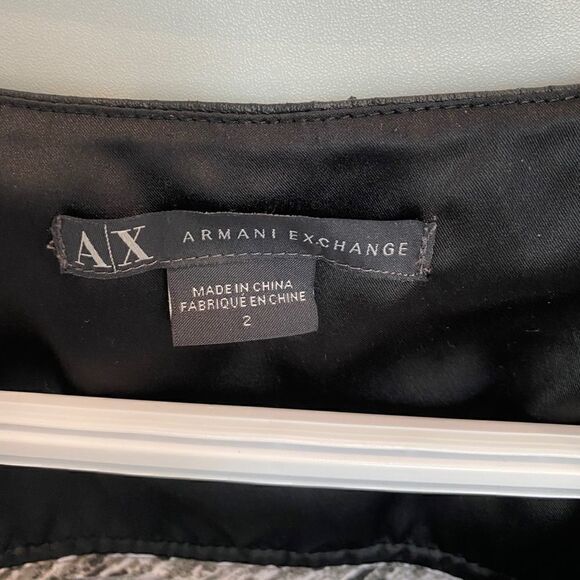 A|X ARMANI EXCHANGE
MADE IN CHINA
FABRIQUÉ EN CHINE
2